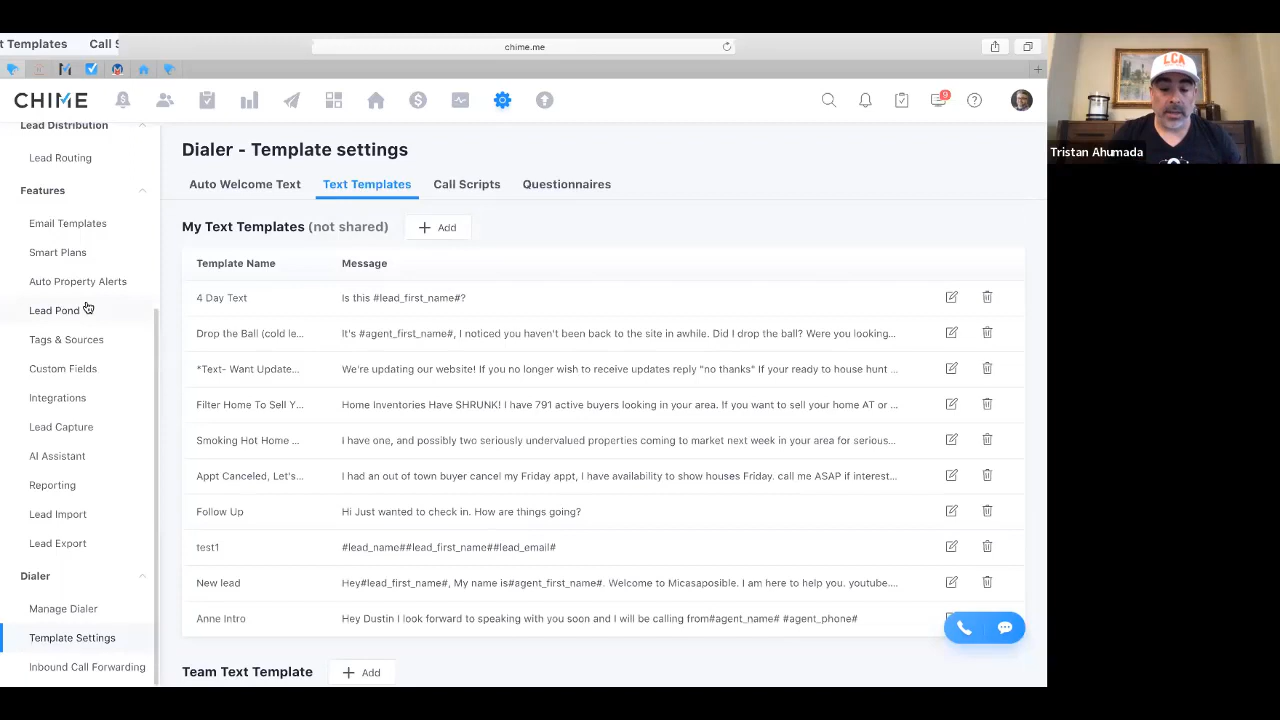 t Templates Call S
chime.me
CHIME
9
Lead Distribution
Lead Routing
Features
Email Templates
Smart Plans
Auto Property Alerts
Lead Pond
Tags & Sources
Custom Fields
Integrations
Lead Capture
AI Assistant
Reporting
Lead Import
Lead Export
Dialer
Manage Dialer
Template Settings
Inbound Call Forwarding
Dialer - Template settings
Auto Welcome Text Text Templates Call Scripts Questionnaires
My Text Templates (not shared) + Add
Template Name Message
4 Day Text Is this #lead_first_name#?
Drop the Ball (cold le... It's #agent_first_name#, I noticed you haven't been back to the site in awhile. Did I drop the ball? Were you looking...
*Text- Want Update... We're updating our website! If you no longer wish to receive updates reply "no thanks" If your ready to house hunt ...
Filter Home To Sell Y... Home Inventories Have SHRUNK! I have 791 active buyers looking in your area. If you want to sell your home AT or ...
Smoking Hot Home ... I have one, and possibly two seriously undervalued properties coming to market next week in your area for serious...
Appt Canceled, Let's... I had an out of town buyer cancel my Friday appt, I have availability to show houses Friday. call me ASAP if interest...
Follow Up Hi Just wanted to check in. How are things going?
test1 #lead_name##lead_first_name##lead_email#
New lead Hey#lead_first_name#, My name is#agent_first_name#. Welcome to Micasaposible. I am here to help you. youtube....
Anne Intro Hey Dustin I look forward to speaking with you soon and I will be calling from#agent_name# #agent_phone#
Team Text Template + Add
LCA
Tristan Ahumada